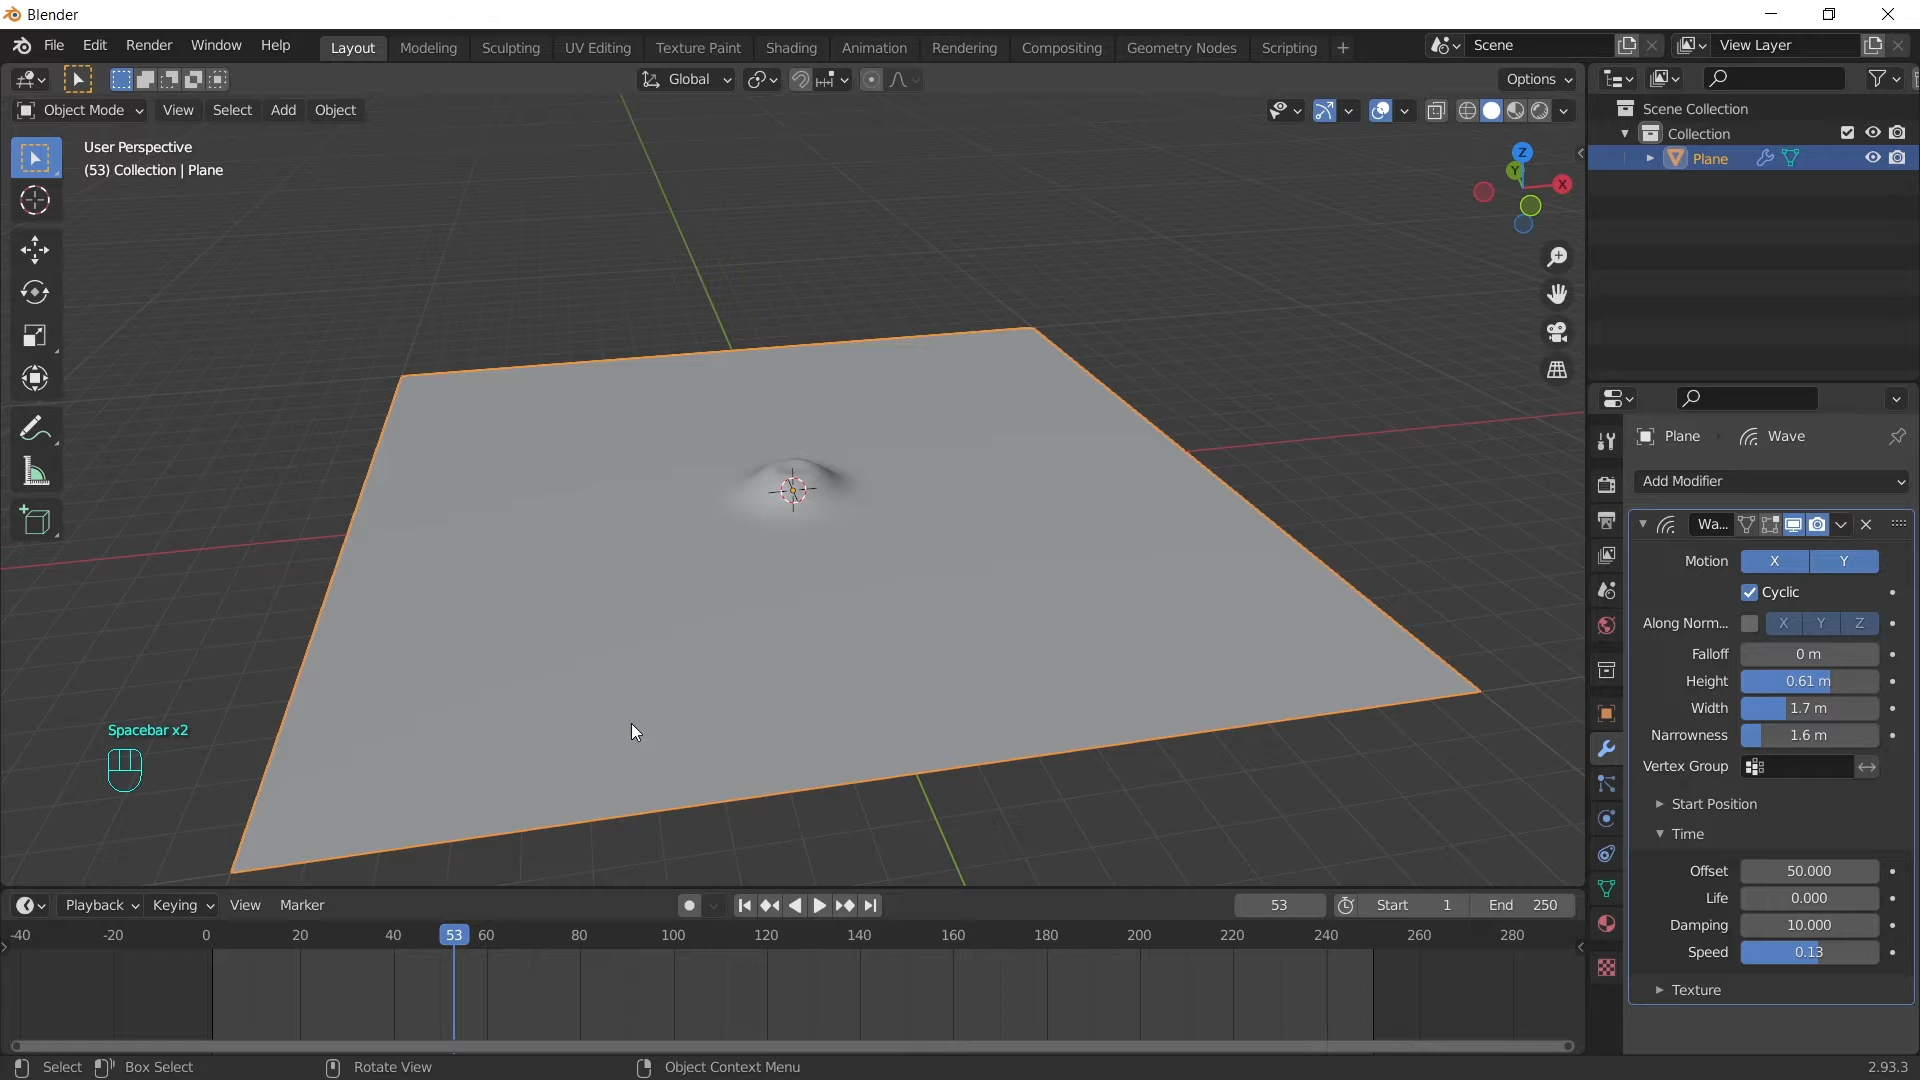 Blender
File Edit Render Window Help Layout Modeling Sculpting UV Editing Texture Paint Shading Animation Rendering Compositing Geometry Nodes Scripting + Scene View Layer
Global Options
Object Mode View Select Add Object
User Perspective
(53) Collection | Plane
Z
Y
X
Scene Collection
Collection
Plane
Plane Wave
Add Modifier
Wa...
Motion X Y
Cyclic
Along Norm... X Y Z
Falloff 0 m
Height 0.61 m
Width 1.7 m
Narrowness 1.6 m
Vertex Group
Start Position
Time
Offset 50.000
Life 0.000
Damping 10.000
Speed 0.13
Texture
Spacebar x2
Playback Keying View Marker 53 Start 1 End 250
-40 -20 0 20 40 53 60 80 100 120 140 160 180 200 220 240 260 280
Select Box Select Rotate View Object Context Menu 2.93.3